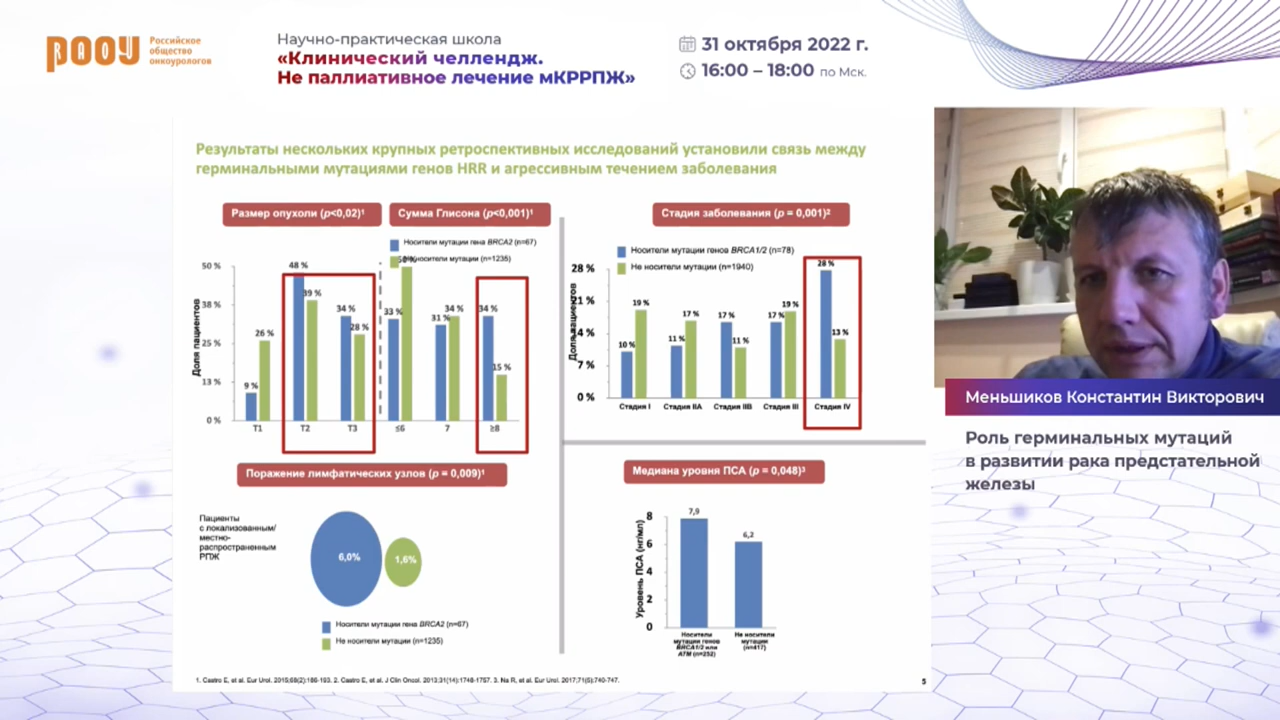 РАОУ
Российское
общество
онкоурологов
Научно-практическая школа
«Клинический челлендж.
Не паллиативное лечение мКРРПЖ»
31 октября 2022 г.
16:00 – 18:00 по Мск.
Результаты нескольких крупных ретроспективных исследований установили связь между
герминальными мутациями генов HRR и агрессивным течением заболевания
Размер опухоли (p<0,02)¹
Сумма Глисона (p<0,001)¹
Носители мутации гена BRCA2 (n=67)
Не носители мутации (n=1235)
Доля пациентов
50 %
38 %
25 %
13 %
0 %
9 %
26 %
48 %
39 %
34 %
28 %
33 %
50 %
31 %
34 %
34 %
15 %
T1
T2
T3
≤6
7
≥8
Стадия заболевания (p = 0,001)²
Носители мутации генов BRCA1/2 (n=78)
Не носители мутации (n=1940)
Доля пациентов
28 %
21 %
14 %
7 %
0 %
10 %
19 %
11 %
17 %
17 %
11 %
17 %
19 %
28 %
13 %
Стадия I
Стадия IIA
Стадия IIB
Стадия III
Стадия IV
Поражение лимфатических узлов (p = 0,009)¹
Пациенты
с локализованным/
местно-
распространенным
РПЖ
6,0%
1,6%
Носители мутации гена BRCA2 (n=67)
Не носители мутации (n=1235)
Медиана уровня ПСА (p = 0,048)³
Уровень ПСА (нг/мл)
8
6
4
2
0
7,9
6,2
Носители
мутации генов
BRCA1/2 или
ATM (n=252)
Не носители
мутации
(n=417)
1. Castro E, et al. Eur Urol. 2015;68(2):186-193. 2. Castro E, et al. J Clin Oncol. 2013;31(14):1748-1757. 3. Na R, et al. Eur Urol. 2017;71(5):740-747.
5
Меньшиков Константин Викторович
Роль герминальных мутаций
в развитии рака предстательной
железы